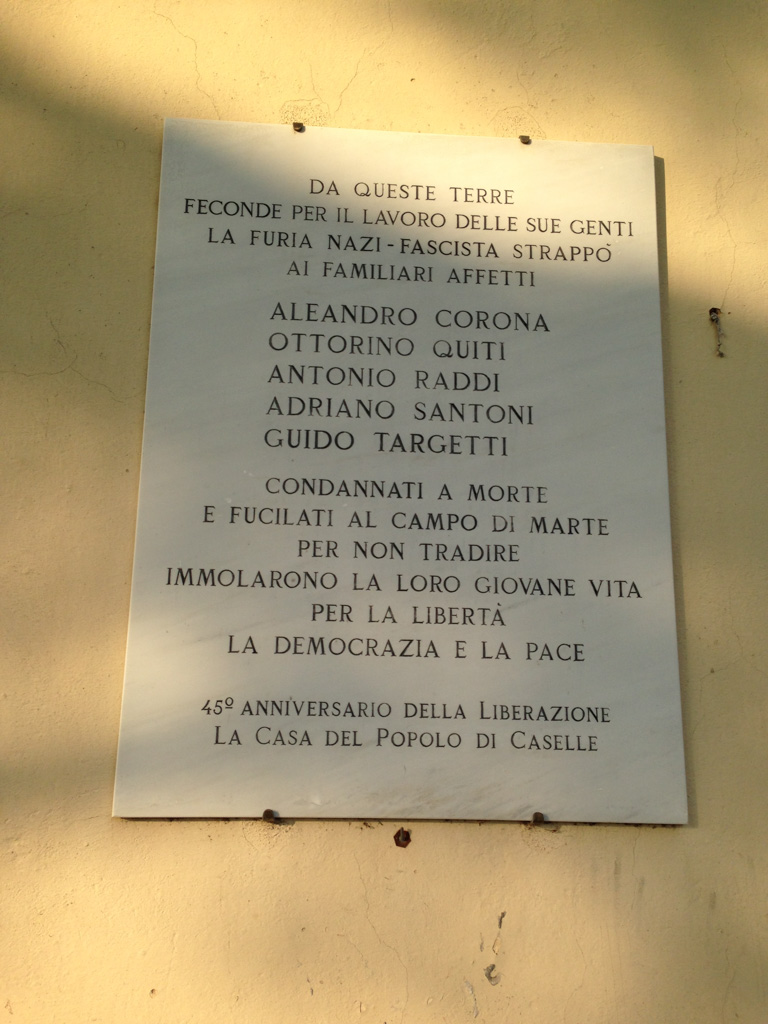 DA QUESTE TERRE
FECONDE PER IL LAVORO DELLE SUE GENTI
LA FURIA NAZI-FASCISTA STRAPPÒ
AI FAMILIARI AFFETTI
ALEANDRO CORONA
OTTORINO QUITI
ANTONIO RADDI
ADRIANO SANTONI
GUIDO TARGETTI
CONDANNATI A MORTE
E FUCILATI AL CAMPO DI MARTE
PER NON TRADIRE
IMMOLARONO LA LORO GIOVANE VITA
PER LA LIBERTÀ
LA DEMOCRAZIA E LA PACE
45º ANNIVERSARIO DELLA LIBERAZIONE
LA CASA DEL POPOLO DI CASELLE